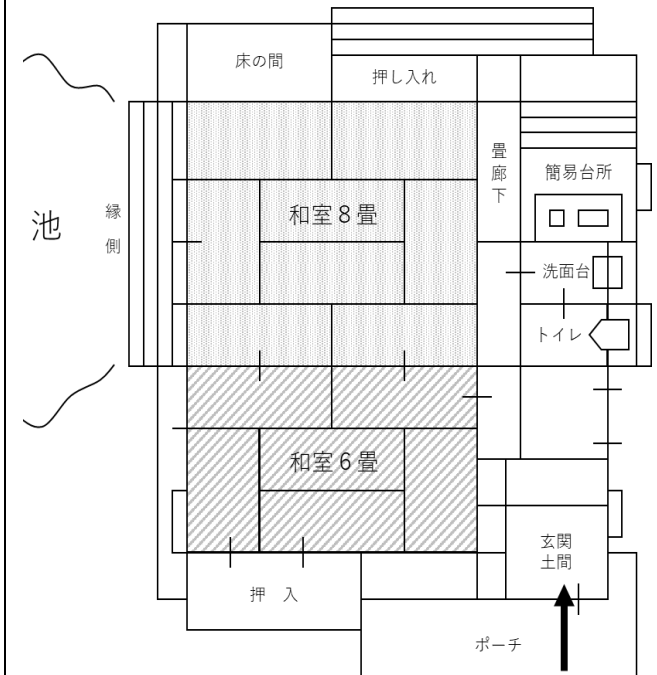 床の間
押し入れ
畳廊下
簡易台所
池
縁側
和室８畳
洗面台
トイレ
和室６畳
玄関
土間
押　入
ポーチ